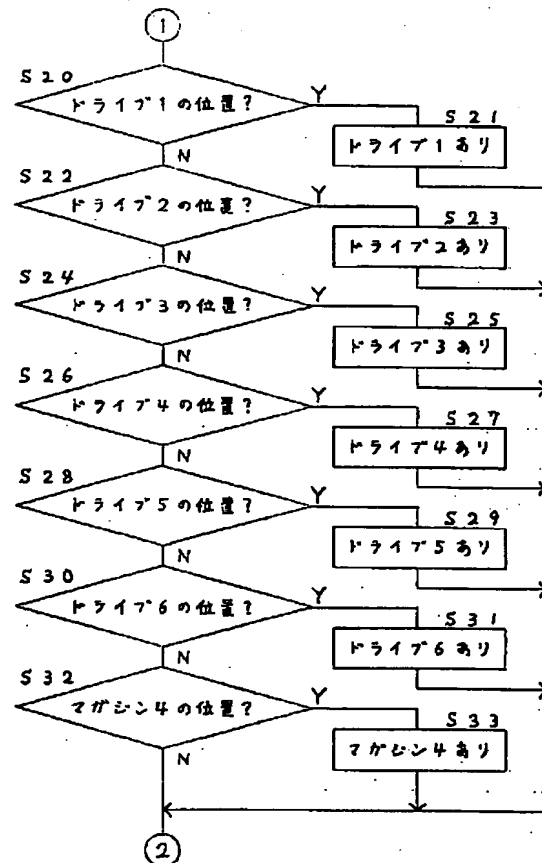 ①
S20
ドライブ1の位置?
Y
S21
ドライブ1あり
N
S22
ドライブ2の位置?
Y
S23
ドライブ2あり
N
S24
ドライブ3の位置?
Y
S25
ドライブ3あり
N
S26
ドライブ4の位置?
Y
S27
ドライブ4あり
N
S28
ドライブ5の位置?
Y
S29
ドライブ5あり
N
S30
ドライブ6の位置?
Y
S31
ドライブ6あり
N
S32
マガジン4の位置?
Y
S33
マガジン4あり
N
②